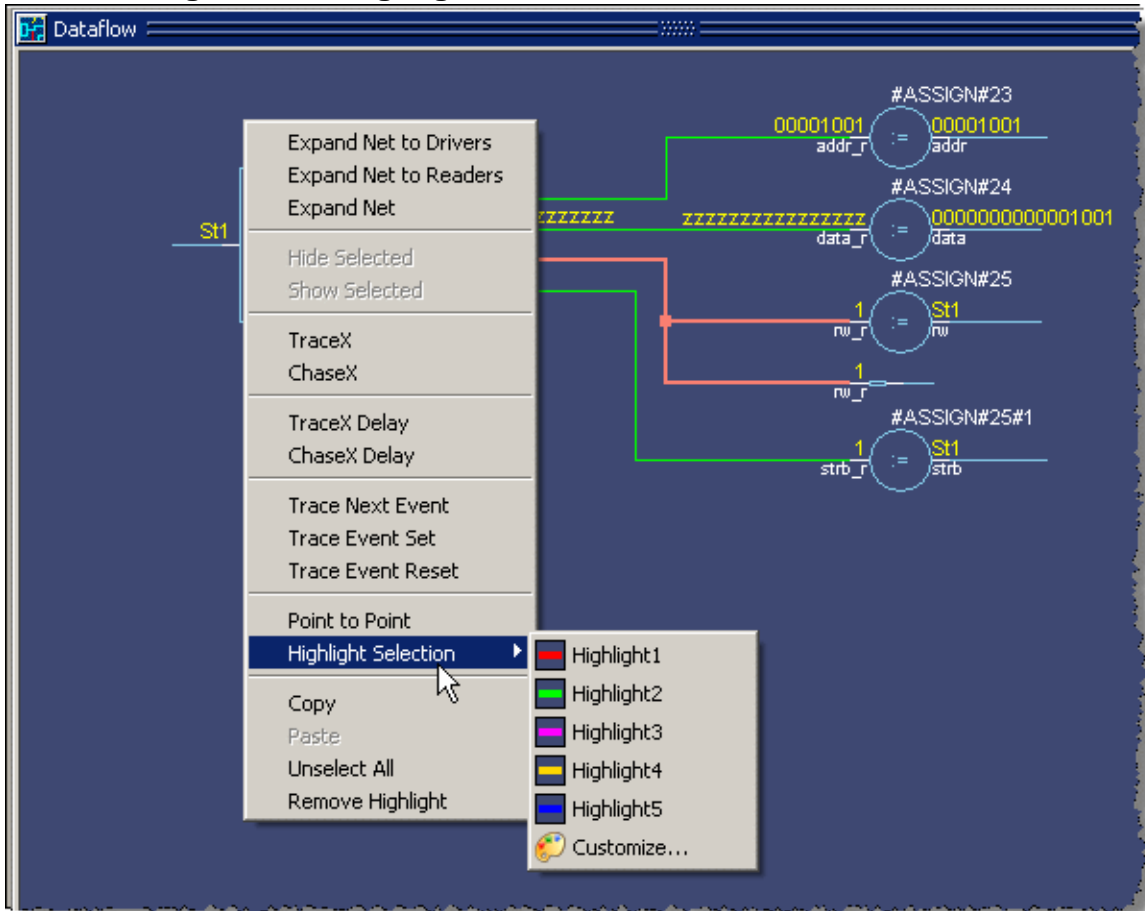 Dataflow
#ASSIGN#23
00001001
00001001
addr_r
:=
addr
#ASSIGN#24
zzzzzzz
zzzzzzzzzzzzzzzz
0000000000001001
data_r
:=
data
St1
#ASSIGN#25
1
St1
rw_r
:=
rw
1
rw_r
#ASSIGN#25#1
1
St1
strb_r
:=
strb
Expand Net to Drivers
Expand Net to Readers
Expand Net
Hide Selected
Show Selected
TraceX
ChaseX
TraceX Delay
ChaseX Delay
Trace Next Event
Trace Event Set
Trace Event Reset
Point to Point
Highlight Selection
Copy
Paste
Unselect All
Remove Highlight
Highlight1
Highlight2
Highlight3
Highlight4
Highlight5
Customize...